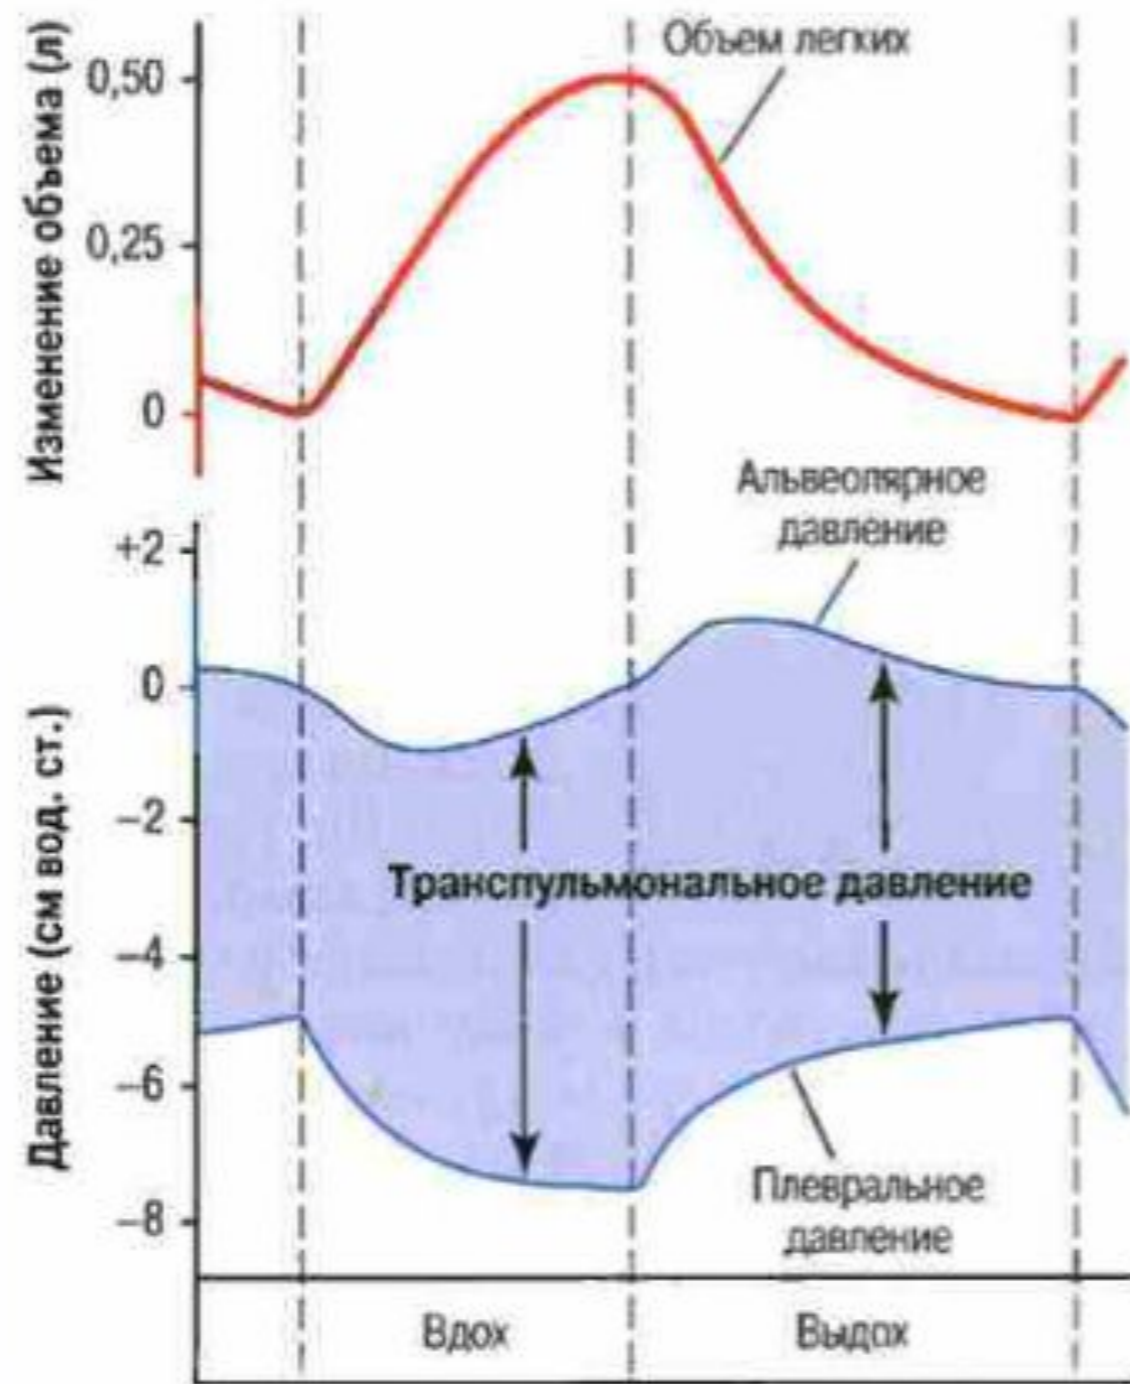 Изменение объема (л)
0,50
0,25
0
Объем легких
Давление (см вод. ст.)
+2
0
–2
–4
–6
–8
Альвеолярное
давление
Транспульмональное давление
Плевральное
давление
Вдох
Выдох